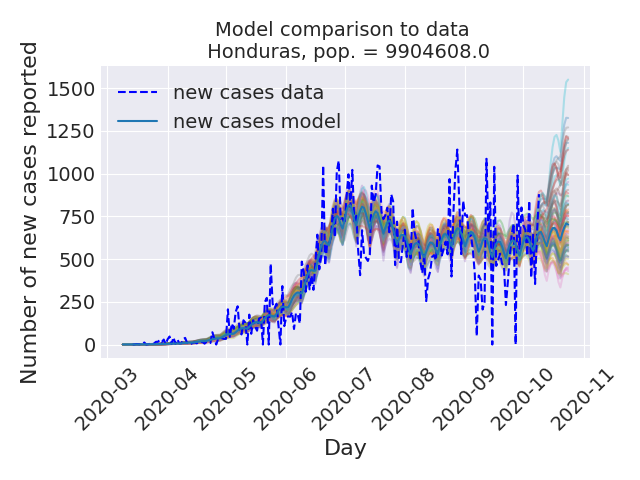 Model comparison to data
Honduras, pop. = 9904608.0
Number of new cases reported
1500
1250
1000
750
500
250
0
new cases data
new cases model
2020-03
2020-04
2020-05
2020-06
2020-07
2020-08
2020-09
2020-10
2020-11
Day